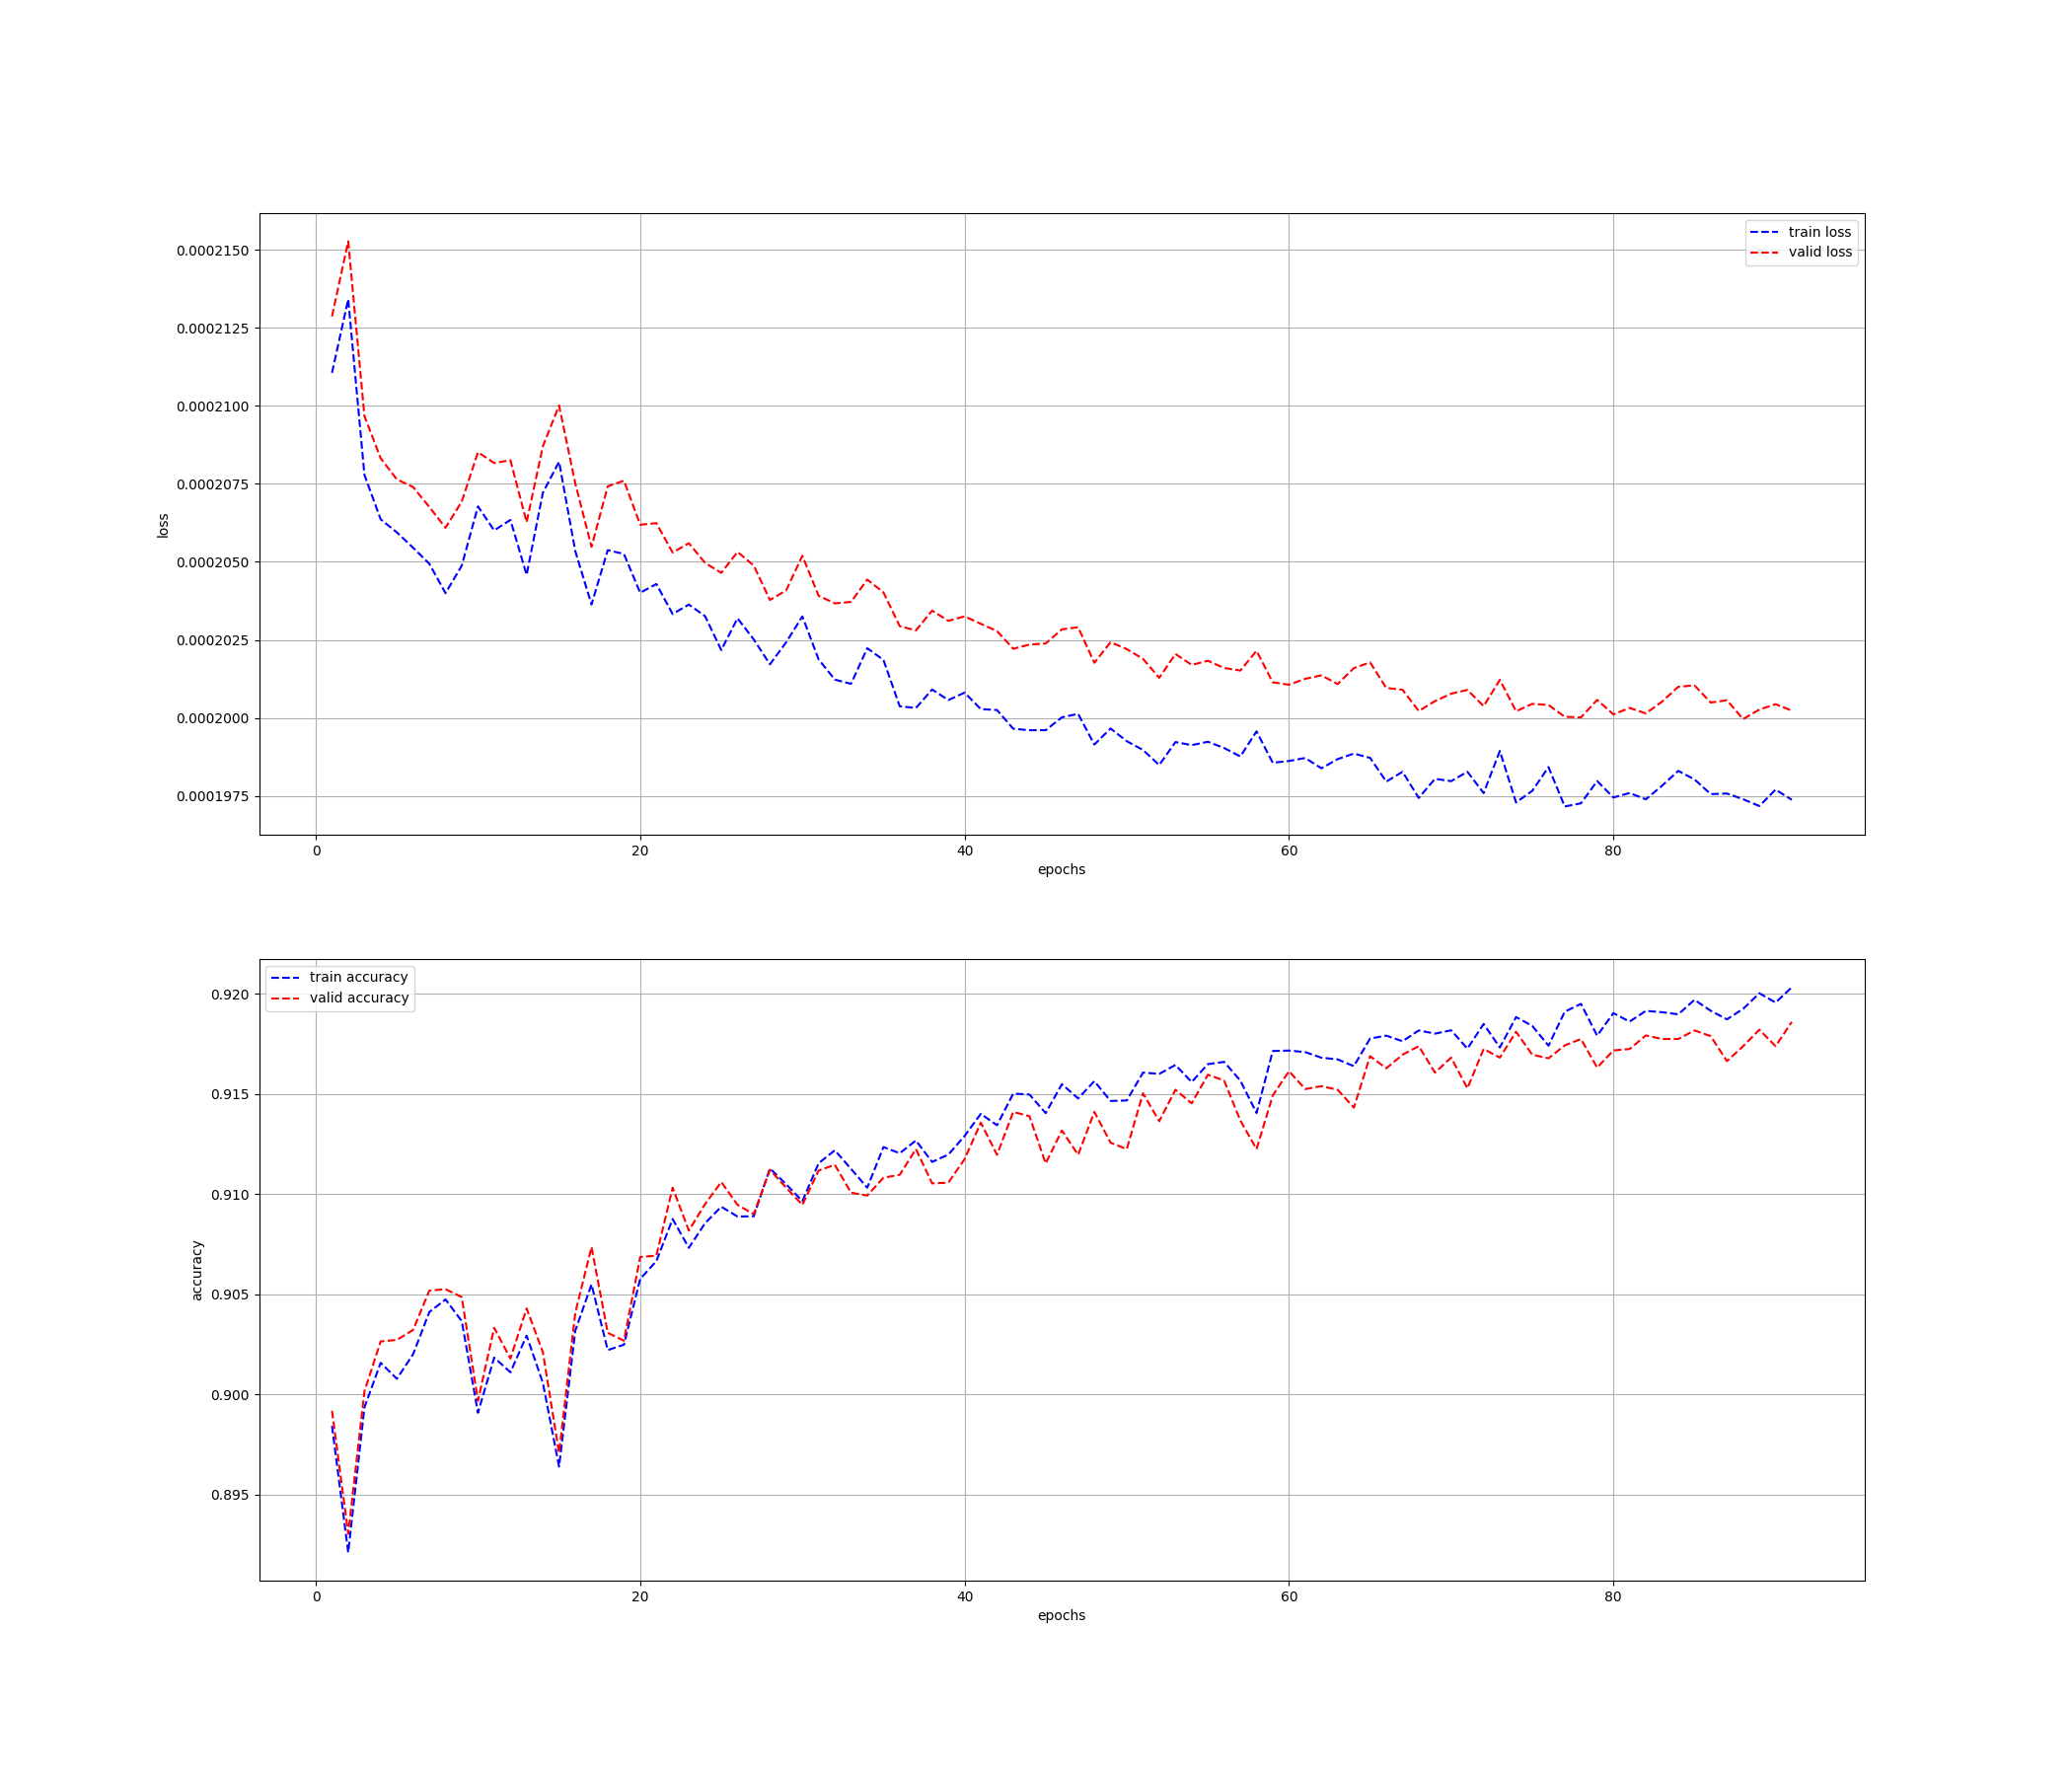 train loss
valid loss
0.0002150
0.0002125
0.0002100
0.0002075
0.0002050
0.0002025
0.0002000
0.0001975
loss
0 20 40 60 80
epochs
train accuracy
valid accuracy
0.920
0.915
0.910
0.905
0.900
0.895
accuracy
0 20 40 60 80
epochs